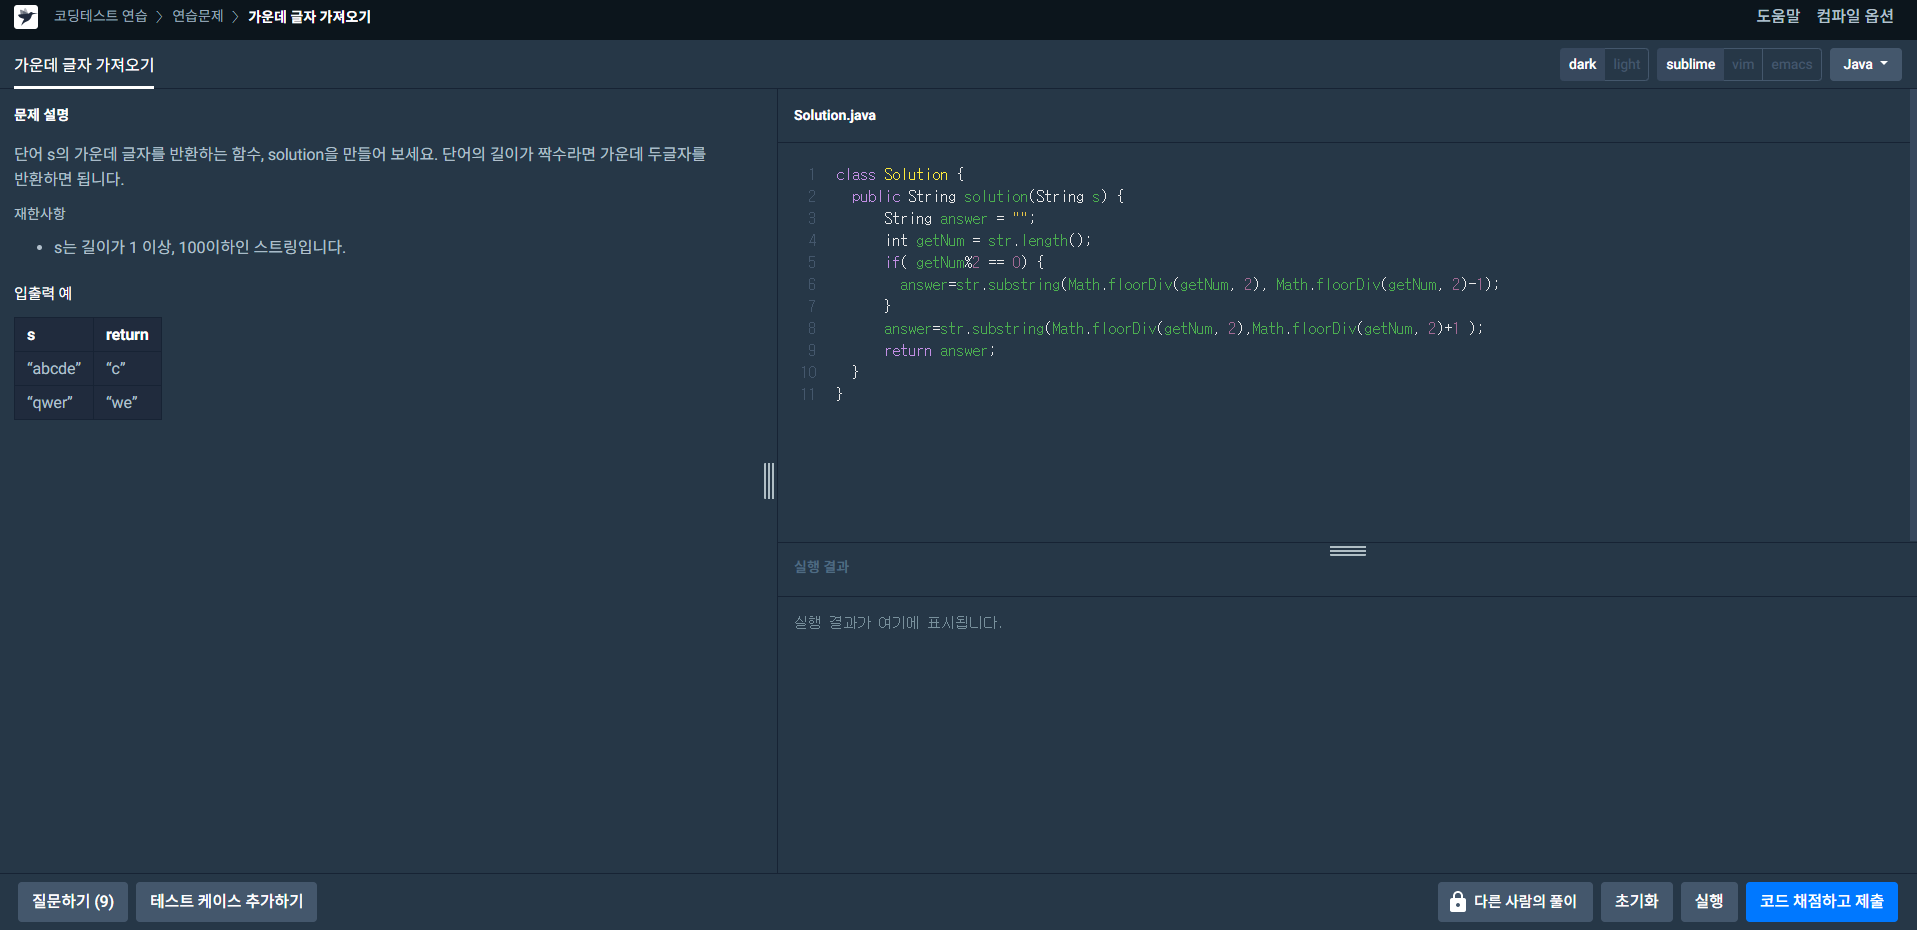 코딩테스트 연습 > 연습문제 > 가운데 글자 가져오기
도움말 컴파일 옵션
가운데 글자 가져오기
dark light sublime vim emacs Java
문제 설명
단어 s의 가운데 글자를 반환하는 함수, solution을 만들어 보세요. 단어의 길이가 짝수라면 가운데 두글자를
반환하면 됩니다.
재한사항
• s는 길이가 1 이상, 100이하인 스트링입니다.
입출력 예
s return
“abcde” “c”
“qwer” “we”
Solution.java
1 class Solution {
2 public String solution(String s) {
3 String answer = "";
4 int getNum = str.length();
5 if( getNum%2 == 0) {
6 answer=str.substring(Math.floorDiv(getNum, 2), Math.floorDiv(getNum, 2)-1);
7 }
8 answer=str.substring(Math.floorDiv(getNum, 2),Math.floorDiv(getNum, 2)+1 );
9 return answer;
10 }
11 }
실행 결과
실행 결과가 여기에 표시됩니다.
질문하기 (9) 테스트 케이스 추가하기 다른 사람의 풀이 초기화 실행 코드 채점하고 제출